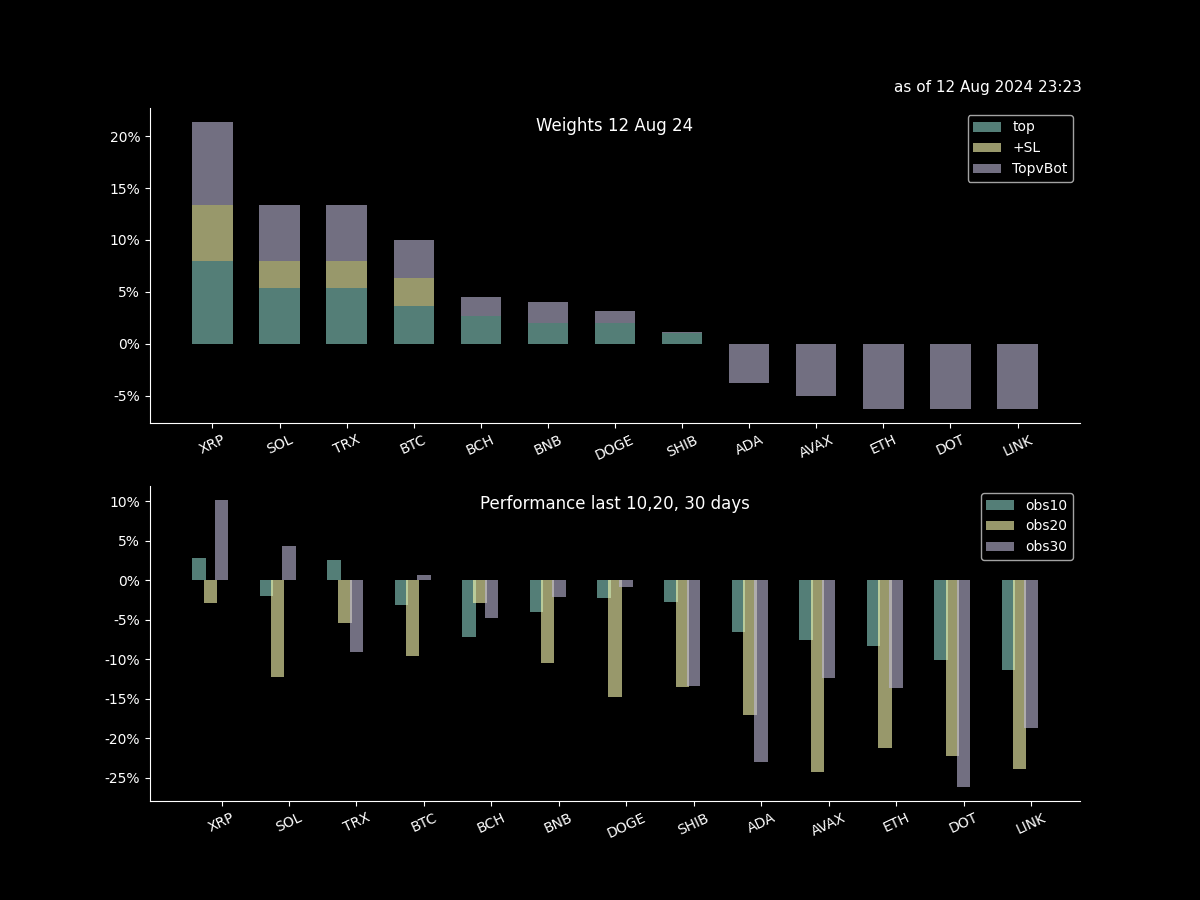 as of 12 Aug 2024 23:23
Weights 12 Aug 24
top
+SL
TopvBot
20%
15%
10%
5%
0%
-5%
XRP SOL TRX BTC BCH BNB DOGE SHIB ADA AVAX ETH DOT LINK
Performance last 10,20, 30 days
obs10
obs20
obs30
10%
5%
0%
-5%
-10%
-15%
-20%
-25%
XRP SOL TRX BTC BCH BNB DOGE SHIB ADA AVAX ETH DOT LINK